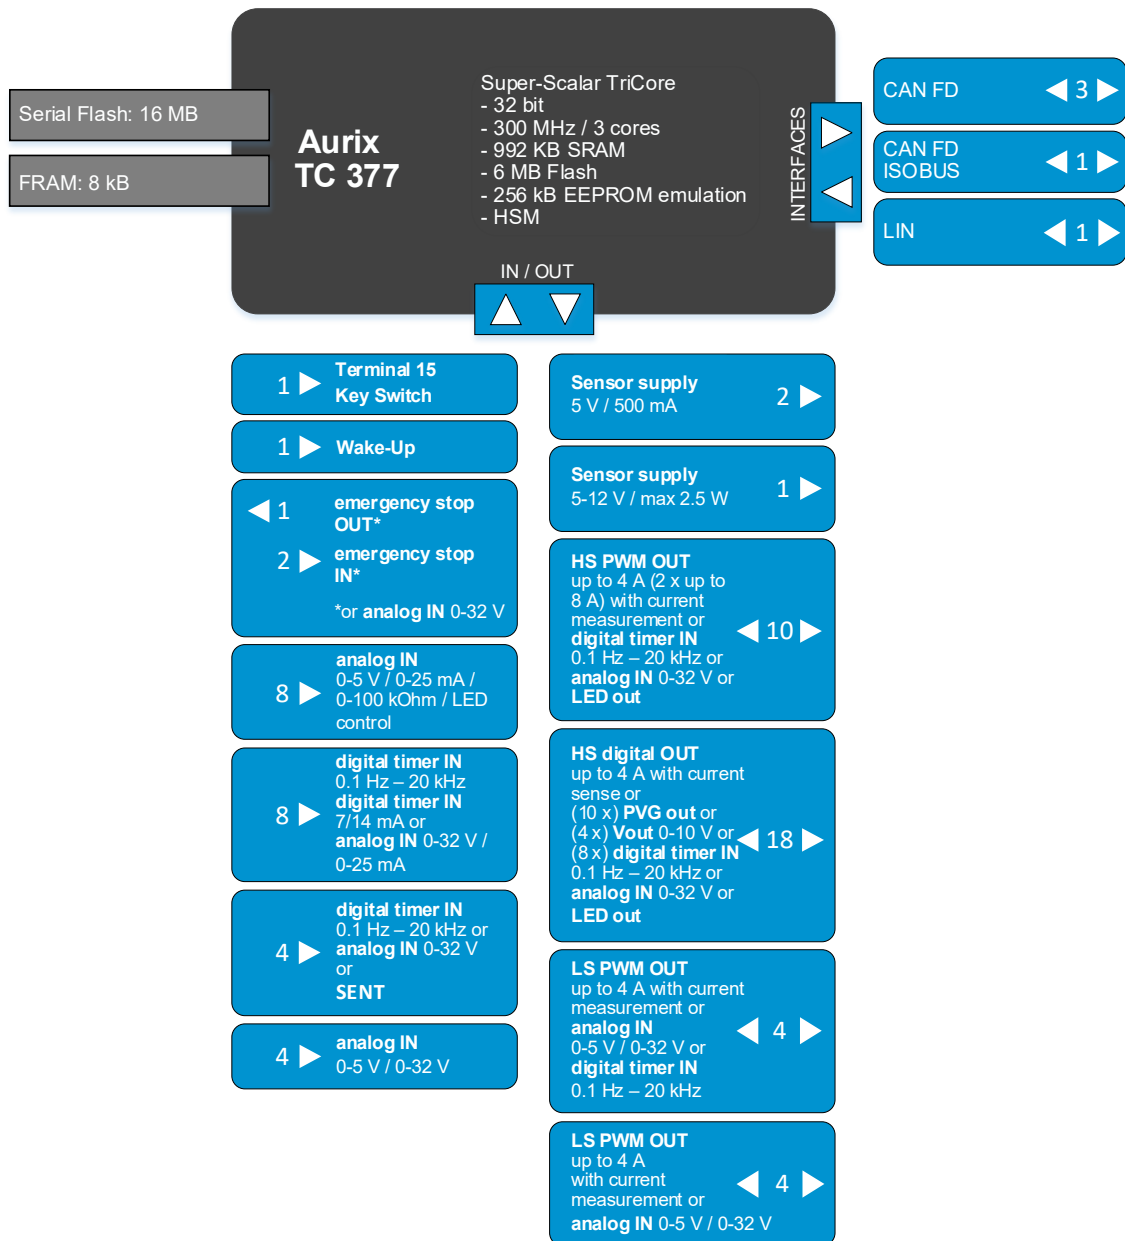 Serial Flash: 16 MB
FRAM: 8 kB
Aurix
TC 377
Super-Scalar TriCore
- 32 bit
- 300 MHz / 3 cores
- 992 KB SRAM
- 6 MB Flash
- 256 kB EEPROM emulation
- HSM
INTERFACES
IN / OUT
CAN FD
3
CAN FD
ISOBUS
1
LIN
1
1
Terminal 15
Key Switch
1
Wake-Up
1
emergency stop
OUT*
2
emergency stop
IN*
*or analog IN 0-32 V
8
analog IN
0-5 V / 0-25 mA /
0-100 kOhm / LED
control
8
digital timer IN
0.1 Hz – 20 kHz
digital timer IN
7/14 mA or
analog IN 0-32 V /
0-25 mA
4
digital timer IN
0.1 Hz – 20 kHz or
analog IN 0-32 V
or
SENT
4
analog IN
0-5 V / 0-32 V
Sensor supply
5 V / 500 mA
2
Sensor supply
5-12 V / max 2.5 W
1
HS PWM OUT
up to 4 A (2 x up to
8 A) with current
measurement or
digital timer IN
0.1 Hz – 20 kHz or
analog IN 0-32 V or
LED out
10
HS digital OUT
up to 4 A with current
sense or
(10 x) PVG out or
(4 x) Vout 0-10 V or
(8 x) digital timer IN
0.1 Hz – 20 kHz or
analog IN 0-32 V or
LED out
18
LS PWM OUT
up to 4 A with current
measurement or
analog IN
0-5 V / 0-32 V or
digital timer IN
0.1 Hz – 20 kHz
4
LS PWM OUT
up to 4 A
with current
measurement or
analog IN 0-5 V / 0-32 V
4